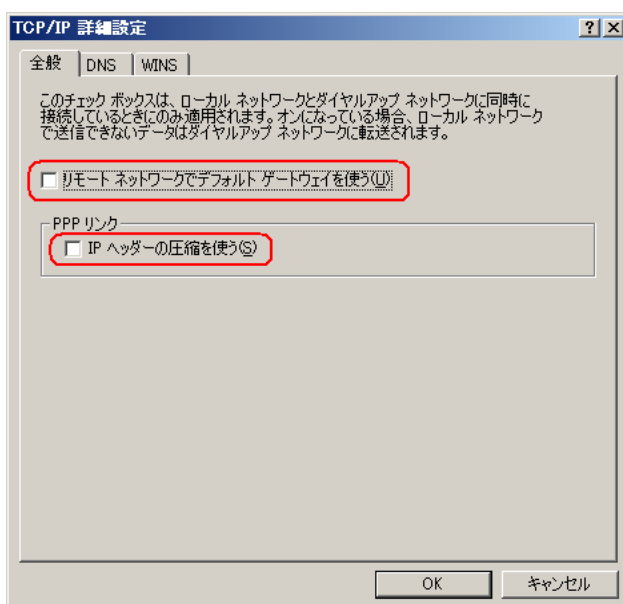 TCP/IP 詳細設定
全般 DNS WINS
このチェック ボックスは、ローカル ネットワークとダイヤルアップ ネットワークに同時に
接続しているときにのみ適用されます。オンになっている場合、ローカル ネットワーク
で送信できないデータはダイヤルアップ ネットワークに転送されます。
リモート ネットワークでデフォルト ゲートウェイを使う(U)
PPP リンク
IP ヘッダーの圧縮を使う(S)
OK キャンセル